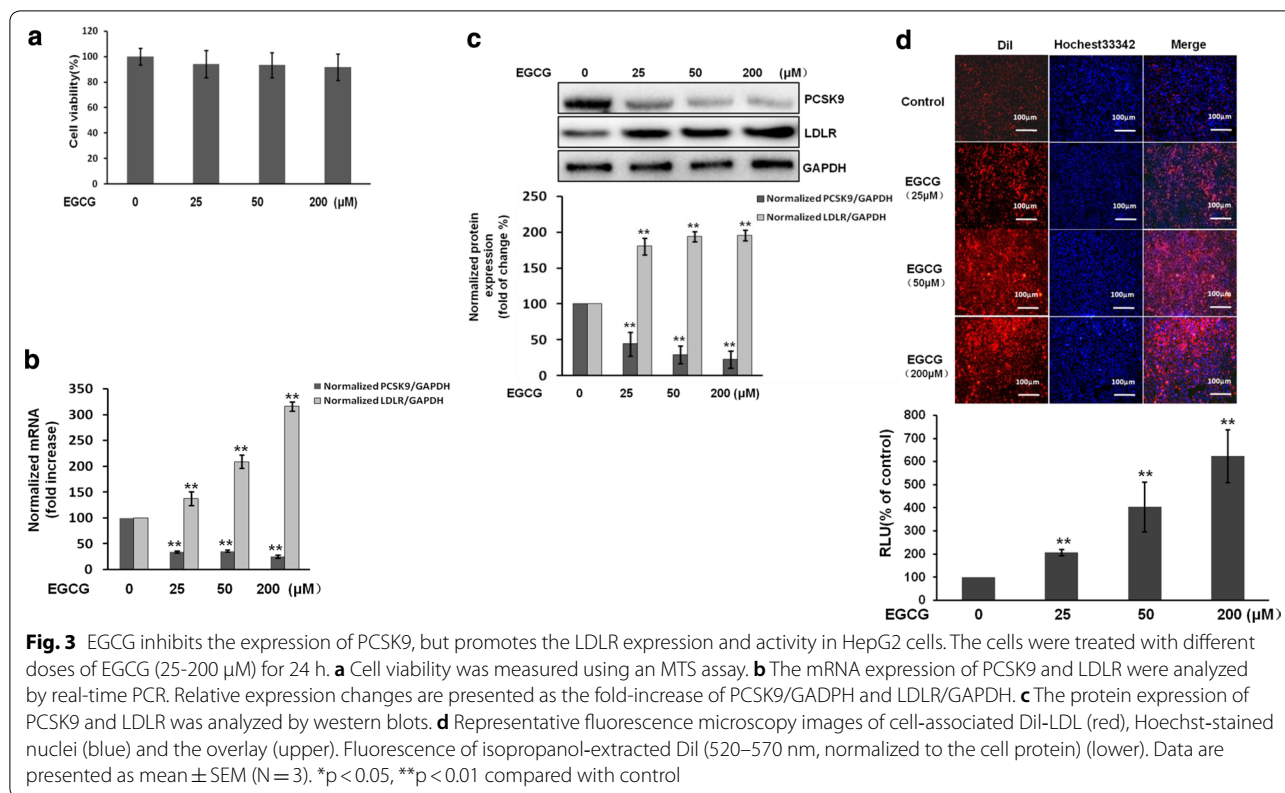 a
Cell viability(%)
120
100
80
60
40
20
0
EGCG 0 25 50 200 (μM)
b
Normalized mRNA
(fold increase)
350
300
250
200
150
100
50
0
Normalized PCSK9/GAPDH
Normalized LDLR/GAPDH
** ** ** ** ** **
EGCG 0 25 50 200 (μM)
c
EGCG 0 25 50 200 (μM)
PCSK9
LDLR
GAPDH
Normalized protein
expression
(fold of change %)
250
200
150
100
50
0
Normalized PCSK9/GAPDH
Normalized LDLR/GAPDH
** ** ** ** ** **
EGCG 0 25 50 200 (μM)
d
Dil Hochest33342 Merge
Control
100μm 100μm 100μm
EGCG
(25μM)
100μm 100μm 100μm
EGCG
(50μM)
100μm 100μm 100μm
EGCG
(200μM)
100μm 100μm 100μm
RLU(% of control)
800
700
600
500
400
300
200
100
0
** ** **
EGCG 0 25 50 200 (μM)
Fig. 3 EGCG inhibits the expression of PCSK9, but promotes the LDLR expression and activity in HepG2 cells. The cells were treated with different
doses of EGCG (25-200 μM) for 24 h. a Cell viability was measured using an MTS assay. b The mRNA expression of PCSK9 and LDLR were analyzed
by real-time PCR. Relative expression changes are presented as the fold-increase of PCSK9/GADPH and LDLR/GAPDH. c The protein expression of
PCSK9 and LDLR was analyzed by western blots. d Representative fluorescence microscopy images of cell-associated Dil-LDL (red), Hoechst-stained
nuclei (blue) and the overlay (upper). Fluorescence of isopropanol-extracted Dil (520–570 nm, normalized to the cell protein) (lower). Data are
presented as mean ± SEM (N = 3). *p < 0.05, **p < 0.01 compared with control